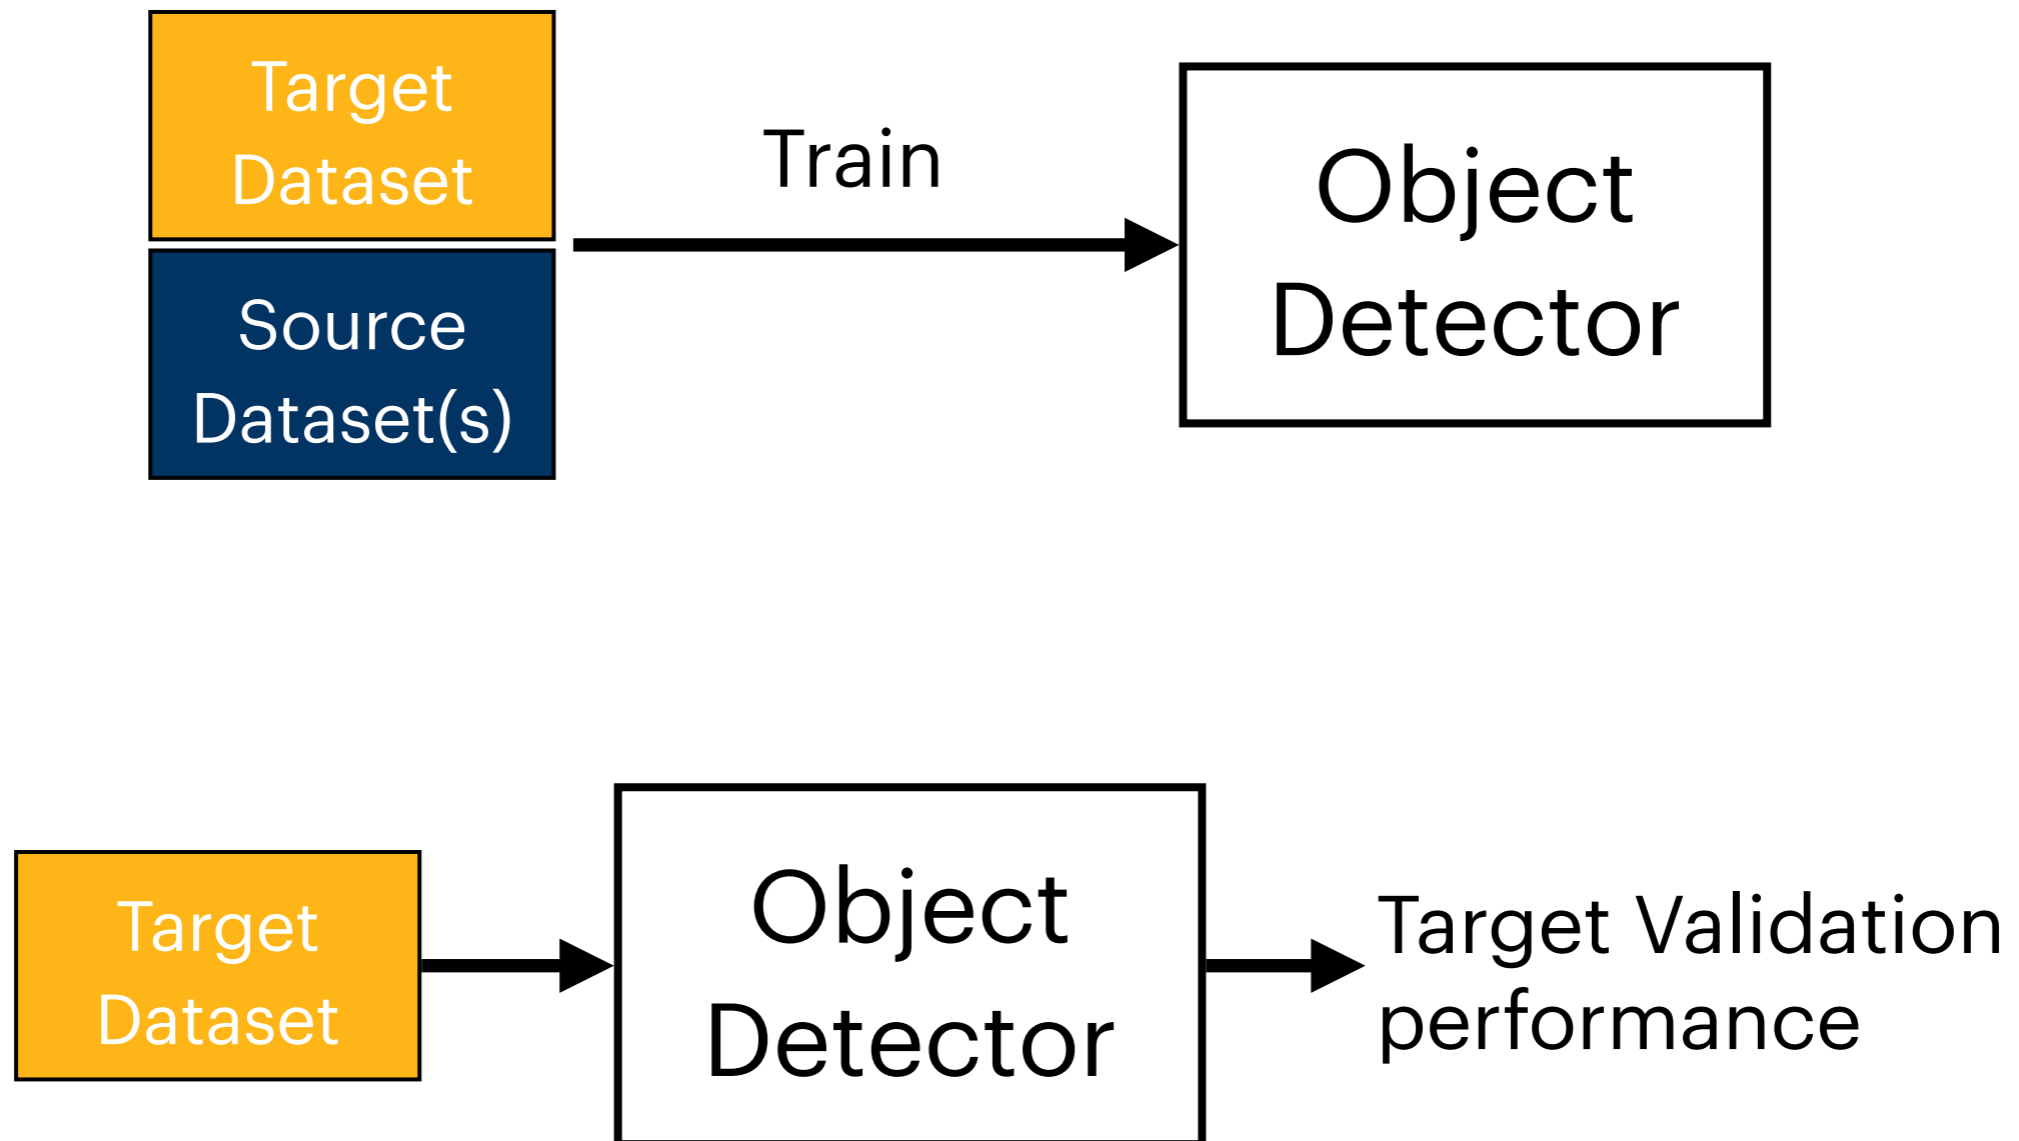 Target
Dataset
Source
Dataset(s)
Train
Object
Detector
Target
Dataset
Object
Detector
Target Validation
performance